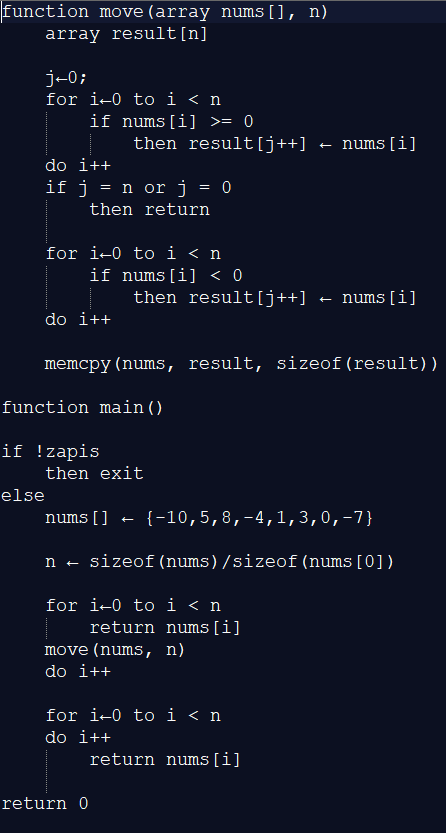 function move(array nums[], n)
    array result[n]

    j←0;
    for i←0 to i < n
        if nums[i] >= 0
            then result[j++] ← nums[i]
    do i++
    if j = n or j = 0
        then return

    for i←0 to i < n
        if nums[i] < 0
            then result[j++] ← nums[i]
    do i++

    memcpy(nums, result, sizeof(result))

function main()

if !zapis
    then exit
else
    nums[] ← {-10,5,8,-4,1,3,0,-7}

    n ← sizeof(nums)/sizeof(nums[0])

    for i←0 to i < n
        return nums[i]
    move(nums, n)
    do i++

    for i←0 to i < n
    do i++
        return nums[i]

return 0